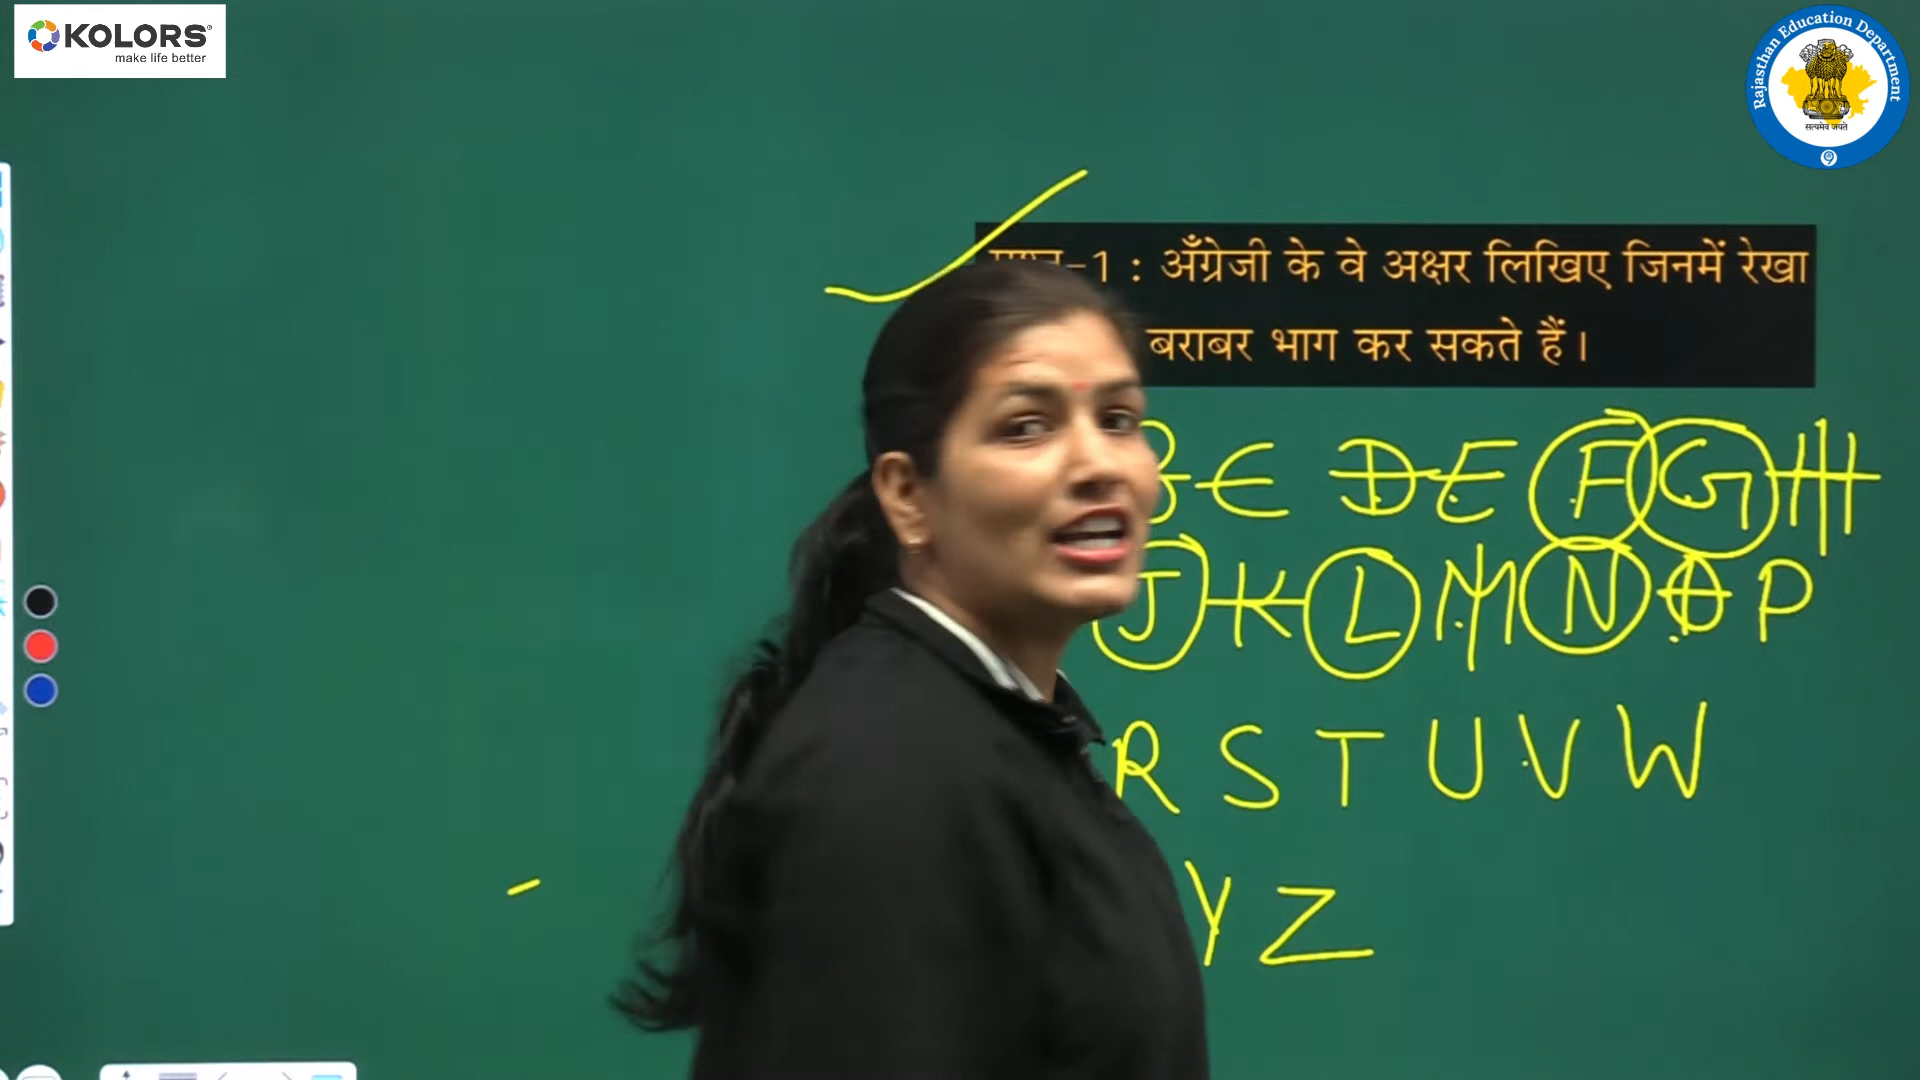 KOLORS
make life better
Rajasthan Education Department
सत्यमेव जयते
-1 : अँग्रेजी के वे अक्षर लिखिए जिनमें रेखा
बराबर भाग कर सकते हैं।
B C D E F G H
J K L M N O P
R S T U V W
Y Z